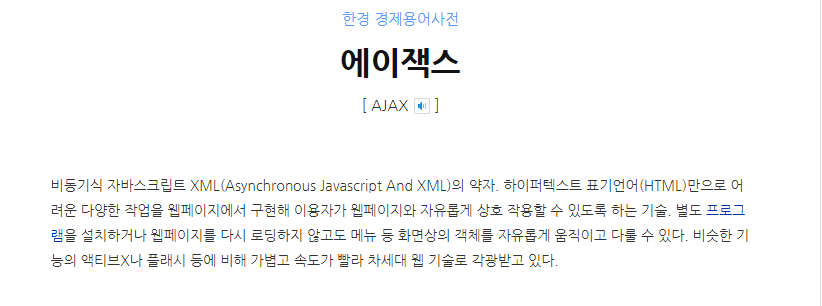 한경 경제용어사전
에이잭스
[ AJAX ]
비동기식 자바스크립트 XML(Asynchronous Javascript And XML)의 약자. 하이퍼텍스트 표기언어(HTML)만으로 어
려운 다양한 작업을 웹페이지에서 구현해 이용자가 웹페이지와 자유롭게 상호 작용할 수 있도록 하는 기술. 별도 프로그
램을 설치하거나 웹페이지를 다시 로딩하지 않고도 메뉴 등 화면상의 객체를 자유롭게 움직이고 다룰 수 있다. 비슷한 기
능의 액티브X나 플래시 등에 비해 가볍고 속도가 빨라 차세대 웹 기술로 각광받고 있다.